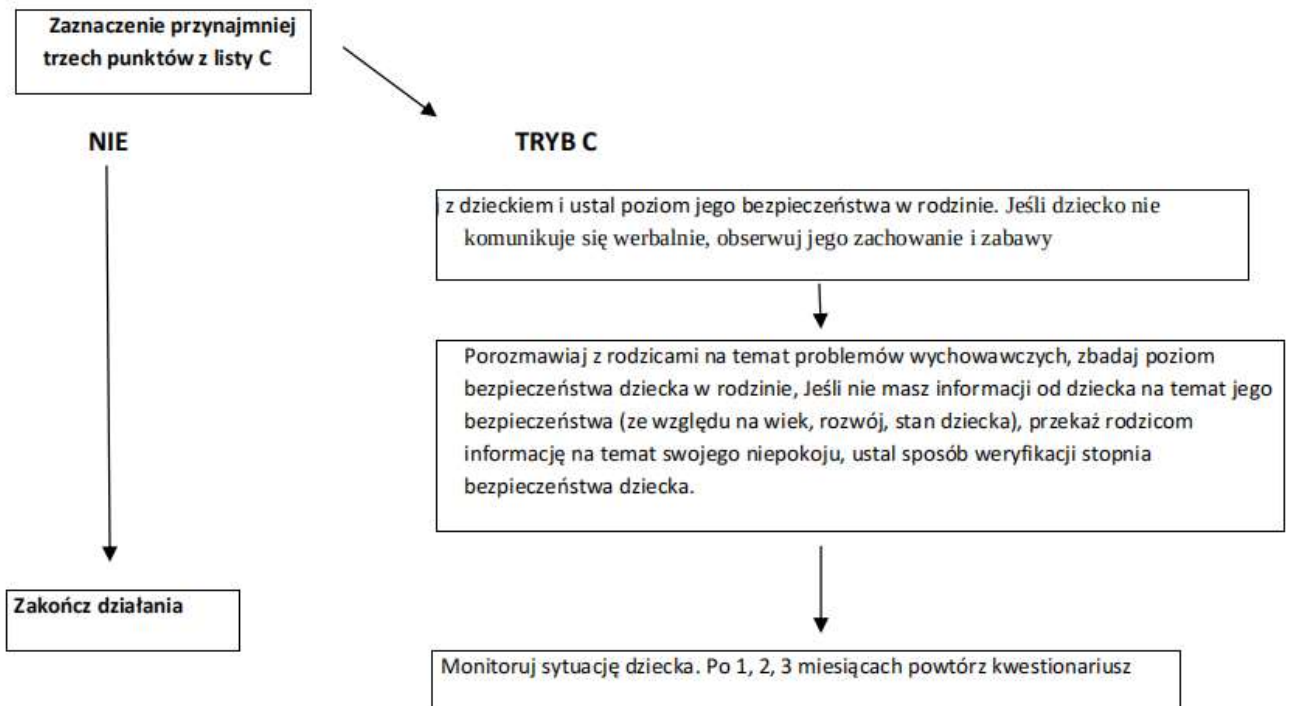 Zaznaczenie przynajmniej
trzech punktów z listy C
NIE
TRYB C
z dzieckiem i ustal poziom jego bezpieczeństwa w rodzinie. Jeśli dziecko nie
komunikuje się werbalnie, obserwuj jego zachowanie i zabawy
Porozmawiaj z rodzicami na temat problemów wychowawczych, zbadaj poziom
bezpieczeństwa dziecka w rodzinie, Jeśli nie masz informacji od dziecka na temat jego
bezpieczeństwa (ze względu na wiek, rozwój, stan dziecka), przekaż rodzicom
informację na temat swojego niepokoju, ustal sposób weryfikacji stopnia
bezpieczeństwa dziecka.
Zakończ działania
Monitoruj sytuację dziecka. Po 1, 2, 3 miesiącach powtórz kwestionariusz